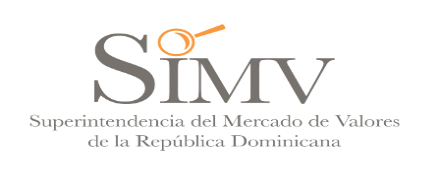 SIMV
Superintendencia del Mercado de Valores
de la República Dominicana